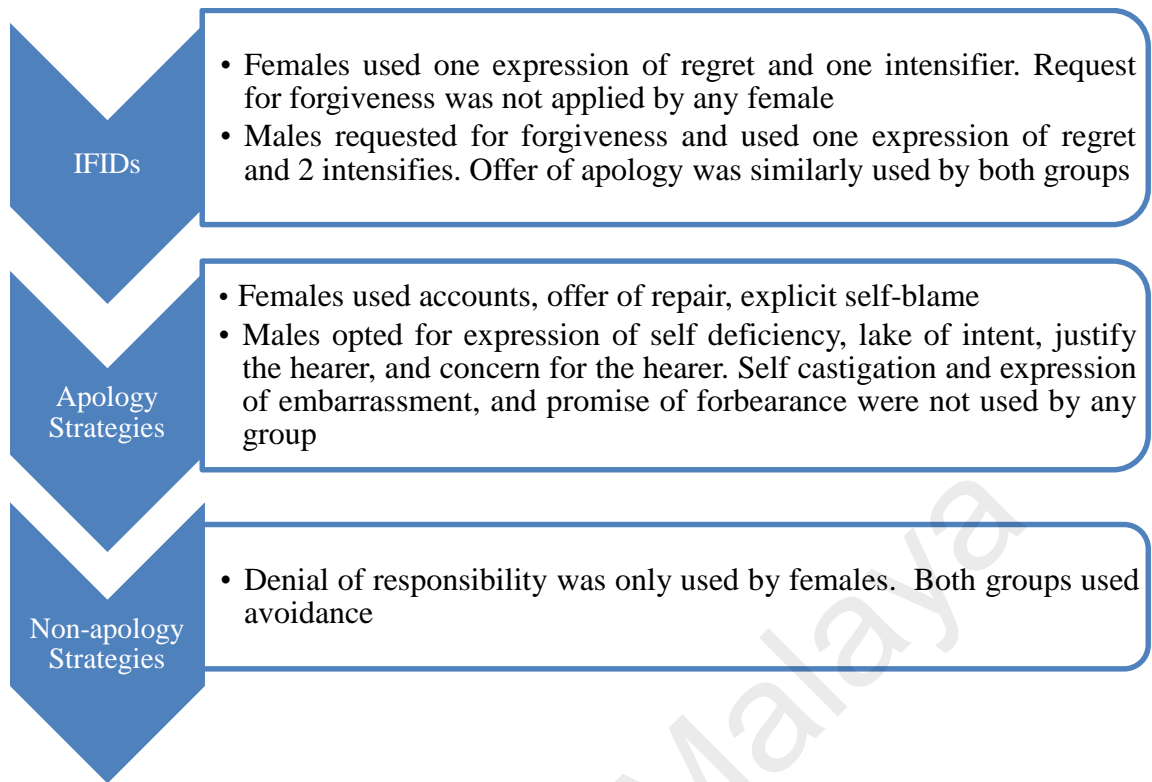 IFIDs
• Females used one expression of regret and one intensifier. Request
for forgiveness was not applied by any female
• Males requested for forgiveness and used one expression of regret
and 2 intensifies. Offer of apology was similarly used by both groups
Apology
Strategies
• Females used accounts, offer of repair, explicit self-blame
• Males opted for expression of self deficiency, lake of intent, justify
the hearer, and concern for the hearer. Self castigation and expression
of embarrassment, and promise of forbearance were not used by any
group
Non-apology
Strategies
• Denial of responsibility was only used by females. Both groups used
avoidance
Malaya